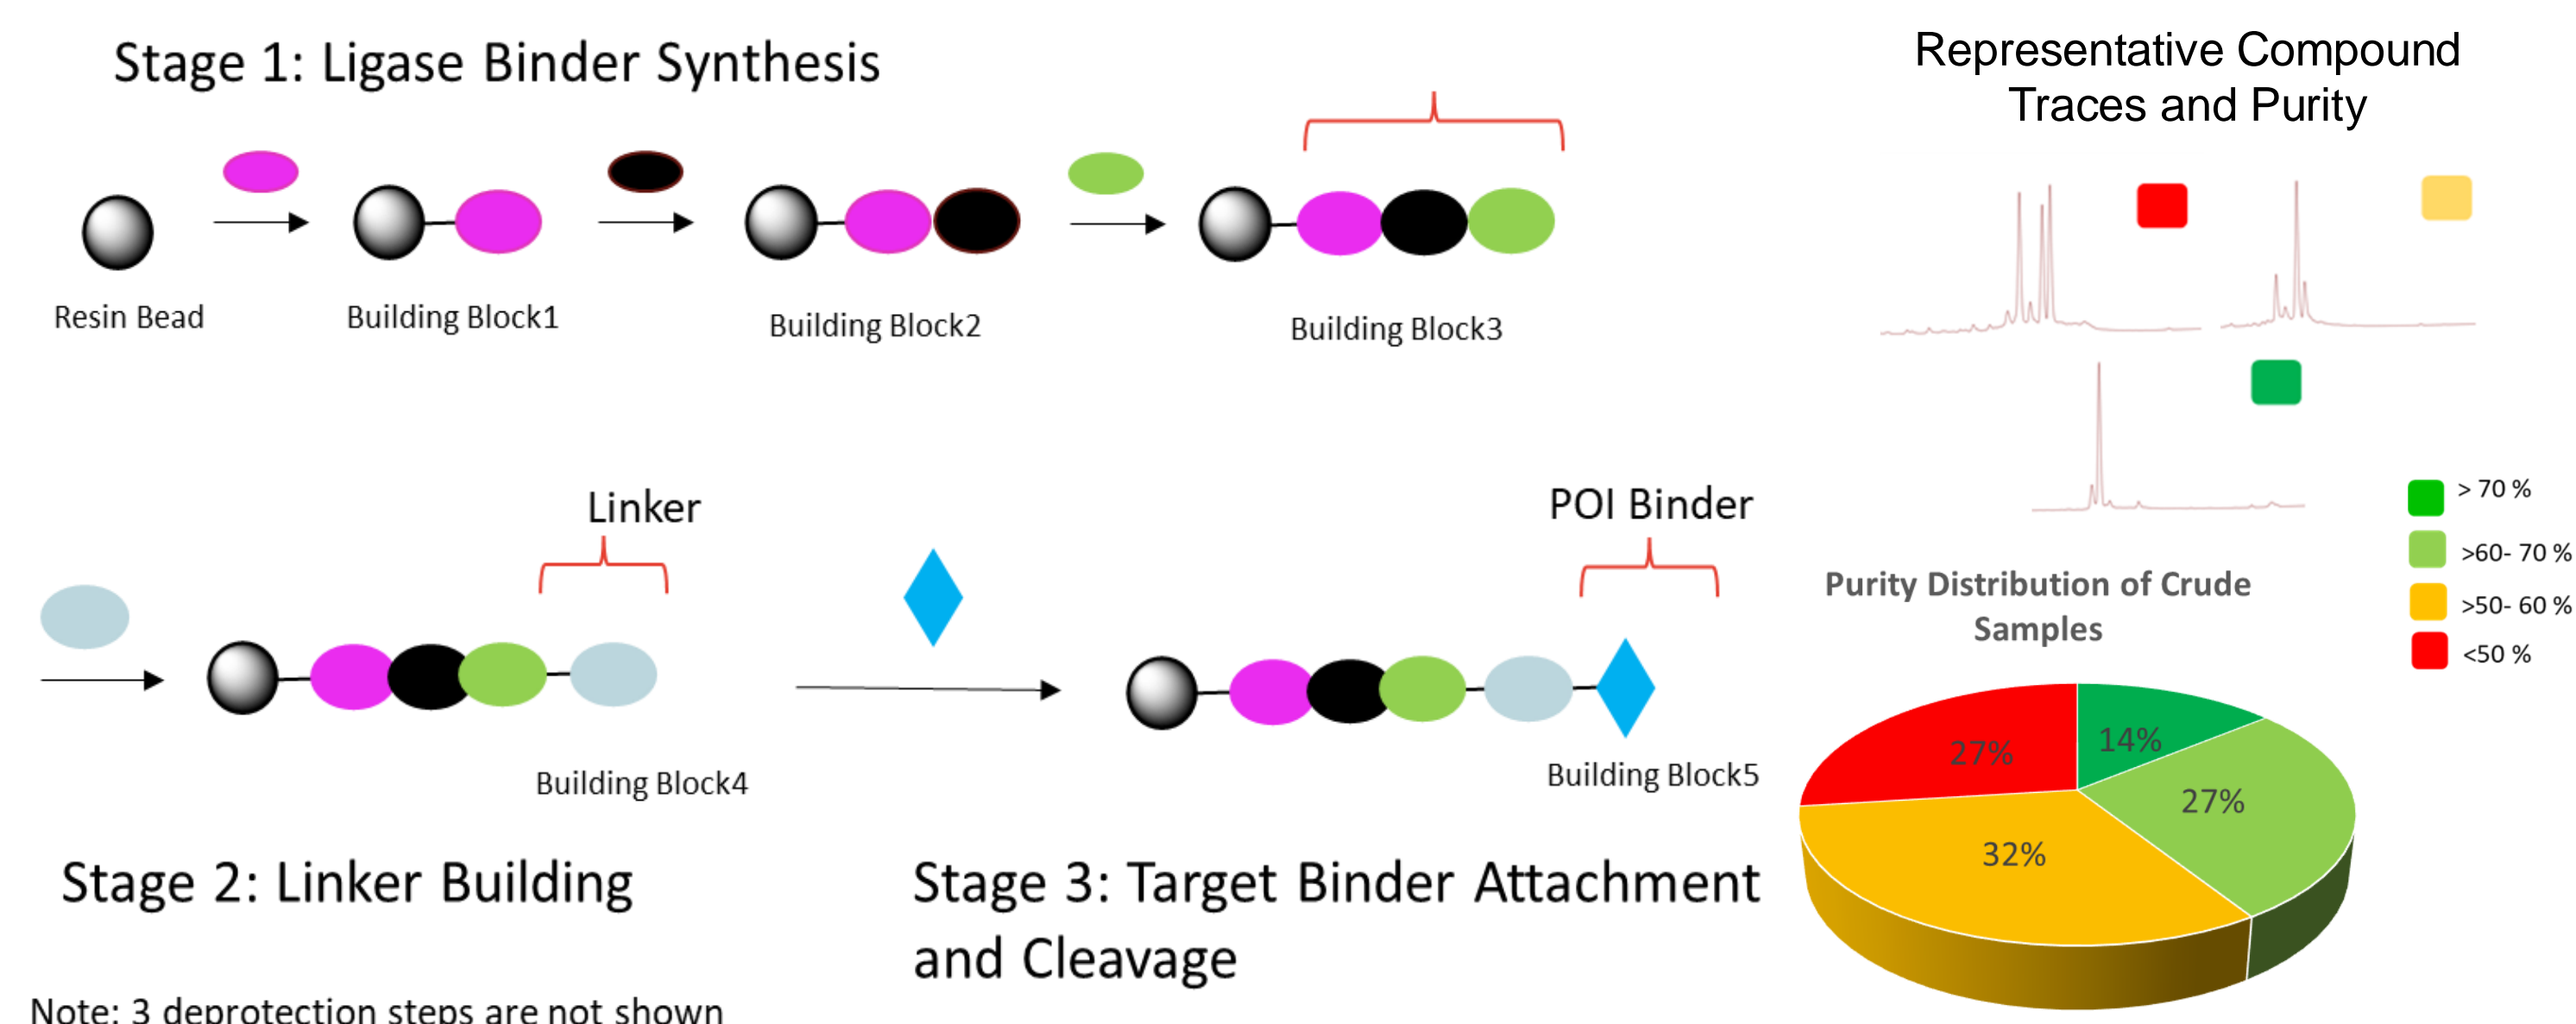 Stage 1: Ligase Binder Synthesis
Resin Bead
Building Block1
Building Block2
Building Block3
Linker
Building Block4
POI Binder
Building Block5
Stage 2: Linker Building
Stage 3: Target Binder Attachment
and Cleavage
Note: 3 deprotection steps are not shown
Representative Compound
Traces and Purity
> 70 %
>60- 70 %
>50- 60 %
<50 %
Purity Distribution of Crude
Samples
27%
14%
27%
32%